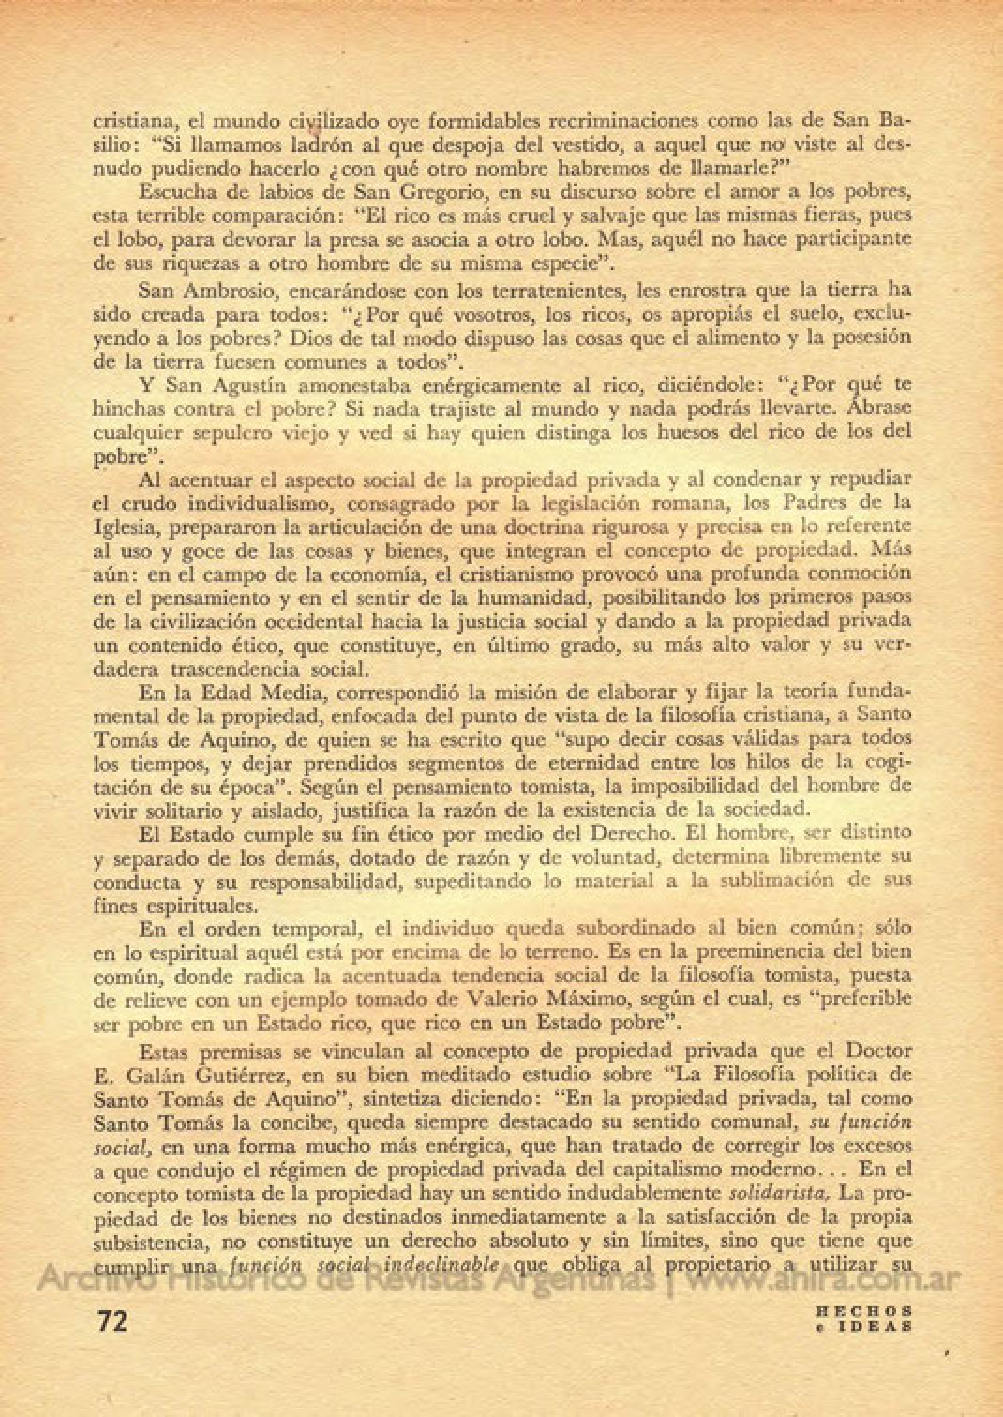 cristiana, el mundo civilizado oye formidables recriminaciones como las de San Ba-
silio: “Si llamamos ladrón al que despoja del vestido, a aquel que no viste al des-
nudo pudiendo hacerlo ¿con qué otro nombre habremos de llamarle?”
Escucha de labios de San Gregorio, en su discurso sobre el amor a los pobres,
esta terrible comparación: “El rico es más cruel y salvaje que las mismas fieras, pues
el lobo, para devorar la presa se asocia a otro lobo. Mas, aquél no hace participante
de sus riquezas a otro hombre de su misma especie”.
San Ambrosio, encarándose con los terratenientes, les enrostra que la tierra ha
sido creada para todos: “¿Por qué vosotros, los ricos, os apropiás el suelo, exclu-
yendo a los pobres? Dios de tal modo dispuso las cosas que el alimento y la posesión
de la tierra fuesen comunes a todos”.
Y San Agustín amonestaba enérgicamente al rico, diciéndole: “¿Por qué te
hinchas contra el pobre? Si nada trajiste al mundo y nada podrás llevarte. Ábrase
cualquier sepulcro viejo y ved si hay quien distinga los huesos del rico de los del
pobre”.
Al acentuar el aspecto social de la propiedad privada y al condenar y repudiar
el crudo individualismo, consagrado por la legislación romana, los Padres de la
Iglesia, prepararon la articulación de una doctrina rigurosa y precisa en lo referente
al uso y goce de las cosas y bienes, que integran el concepto de propiedad. Más
aún: en el campo de la economía, el cristianismo provocó una profunda conmoción
en el pensamiento y en el sentir de la humanidad, posibilitando los primeros pasos
de la civilización occidental hacia la justicia social y dando a la propiedad privada
un contenido ético, que constituye, en último grado, su más alto valor y su ver-
dadera trascendencia social.
En la Edad Media, correspondió la misión de elaborar y fijar la teoría funda-
mental de la propiedad, enfocada del punto de vista de la filosofía cristiana, a Santo
Tomás de Aquino, de quien se ha escrito que “supo decir cosas válidas para todos
los tiempos, y dejar prendidos segmentos de eternidad entre los hilos de la cogi-
tación de su época”. Según el pensamiento tomista, la imposibilidad del hombre de
vivir solitario y aislado, justifica la razón de la existencia de la sociedad.
El Estado cumple su fin ético por medio del Derecho. El hombre, ser distinto
y separado de los demás, dotado de razón y de voluntad, determina libremente su
conducta y su responsabilidad, supeditando lo material a la sublimación de sus
fines espirituales.
En el orden temporal, el individuo queda subordinado al bien común; sólo
en lo espiritual aquél está por encima de lo terreno. Es en la preeminencia del bien
común, donde radica la acentuada tendencia social de la filosofía tomista, puesta
de relieve con un ejemplo tomado de Valerio Máximo, según el cual, es “preferible
ser pobre en un Estado rico, que rico en un Estado pobre”.
Estas premisas se vinculan al concepto de propiedad privada que el Doctor
E. Galán Gutiérrez, en su bien meditado estudio sobre “La Filosofía política de
Santo Tomás de Aquino”, sintetiza diciendo: “En la propiedad privada, tal como
Santo Tomás la concibe, queda siempre destacado su sentido comunal, su función
social, en una forma mucho más enérgica, que han tratado de corregir los excesos
a que condujo el régimen de propiedad privada del capitalismo moderno... En el
concepto tomista de la propiedad hay un sentido indudablemente solidarista. La pro-
piedad de los bienes no destinados inmediatamente a la satisfacción de la propia
subsistencia, no constituye un derecho absoluto y sin límites, sino que tiene que
cumplir una función social indeclinable que obliga al propietario a utilizar su
Archivo Histórico de Revistas Argentinas | www.ahira.com.ar
72
HECHOS
e IDEAS